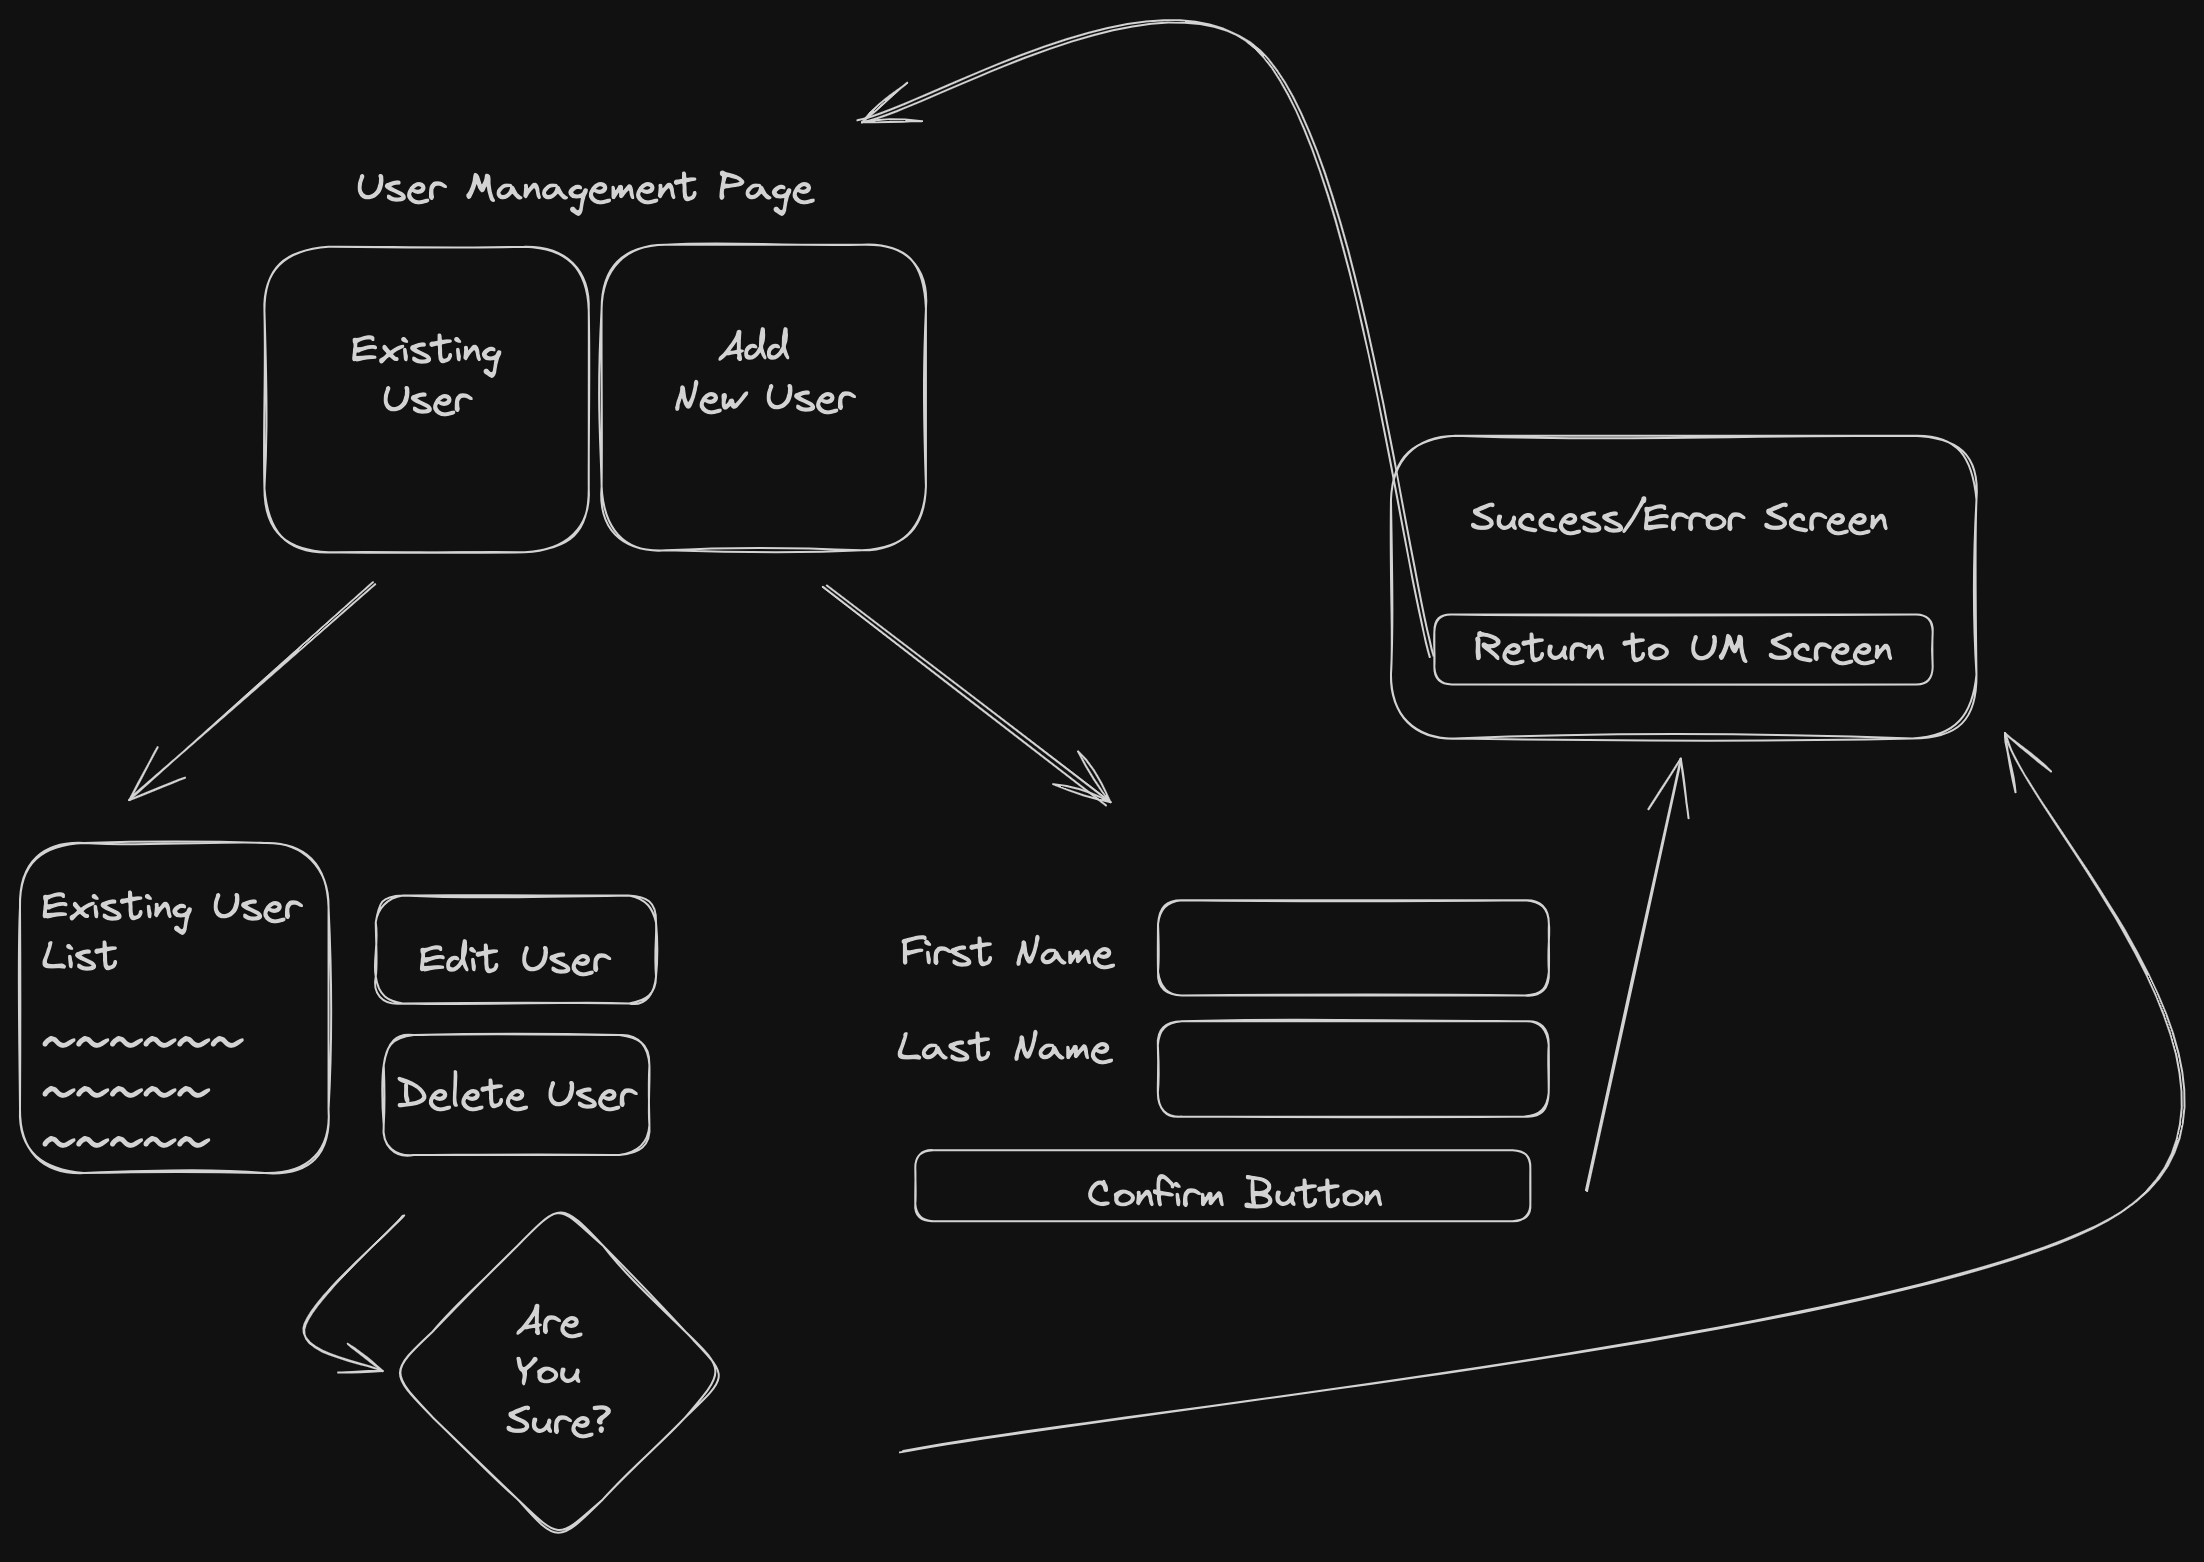 User Management Page
Existing
User
Add
New User
Success/Error Screen
Return to UM Screen
Existing User
List
~~~~~~
~~~~~
~~~~~
Edit User
Delete User
First Name
Last Name
Confirm Button
Are
You
Sure?